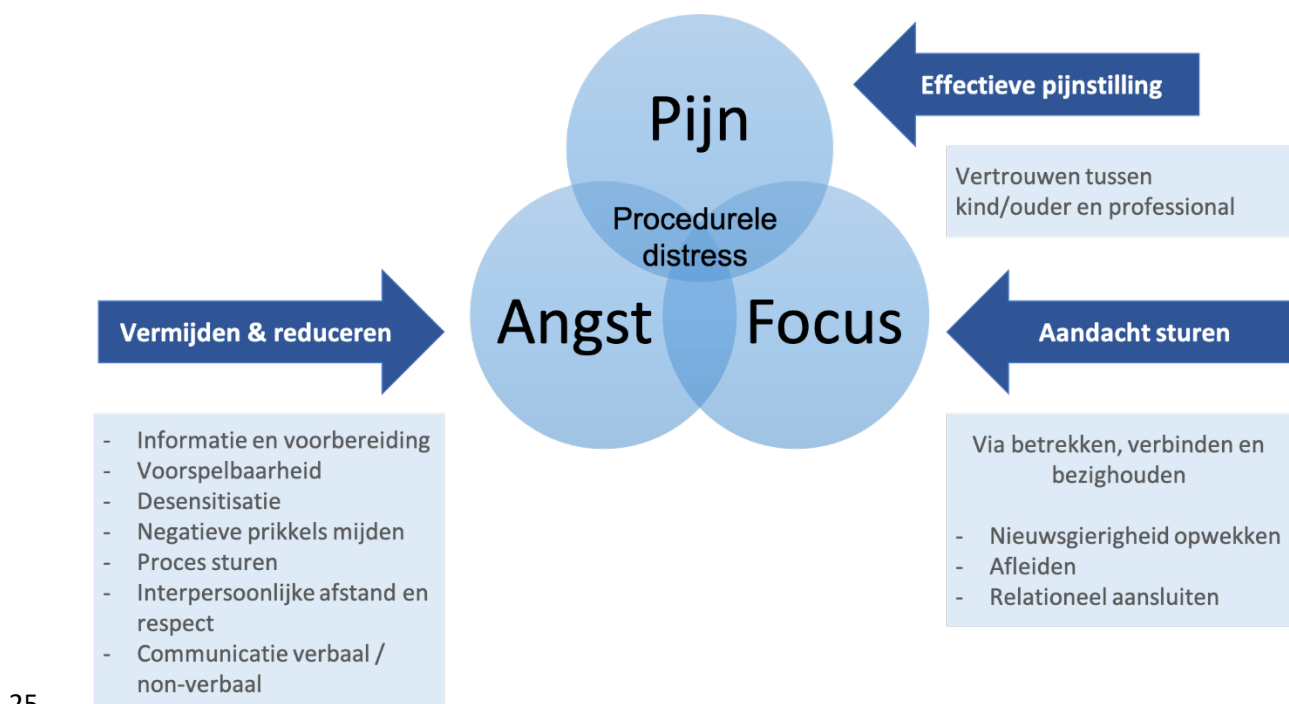 Pijn
Effectieve pijnstilling
Vertrouwen tussen
kind/ouder en professional
Procedurele
distress
Angst
Focus
Vermijden & reduceren
Aandacht sturen
- Informatie en voorbereiding
- Voorspelbaarheid
- Desensitisatie
- Negatieve prikkels mijden
- Proces sturen
- Interpersoonlijke afstand en
respect
- Communicatie verbaal /
non-verbaal
Via betrekken, verbinden en
bezighouden
- Nieuwsgierigheid opwekken
- Afleiden
- Relationeel aansluiten
25